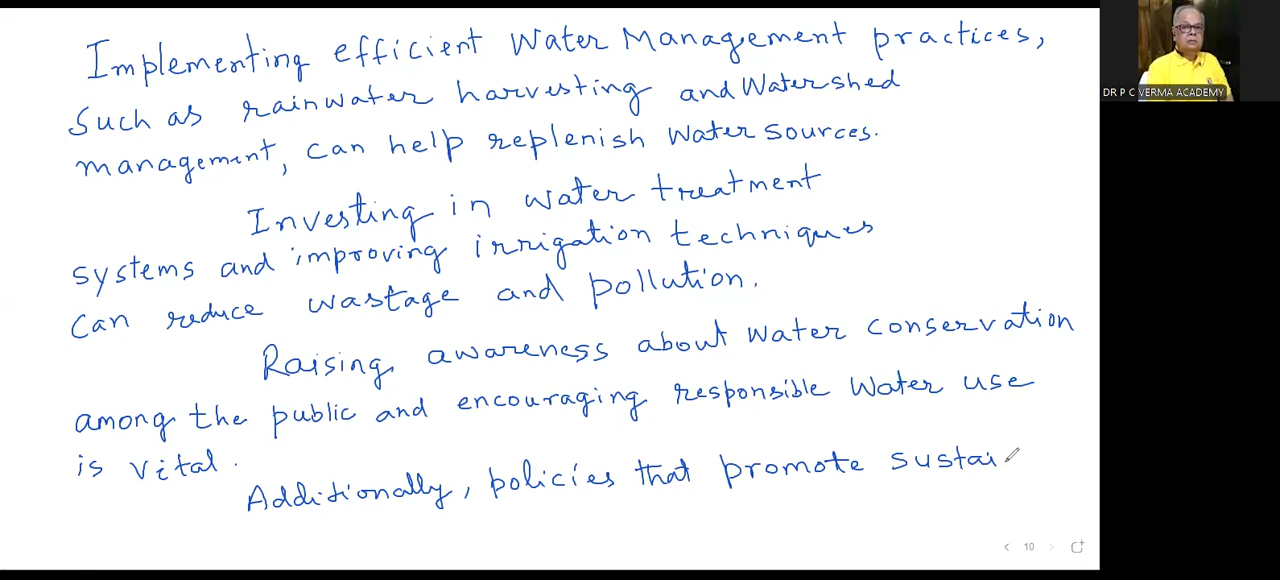 Implementing efficient Water Management practices,
Such as rainwater harvesting and Watershed
management, can help replenish water sources.
Investing in water treatment
systems and improving irrigation techniques
can reduce wastage and pollution.
Raising awareness about water conservation
among the public and encouraging responsible water use
is vital.
Additionally, policies that promote sustai
DR P C VERMA ACADEMY
10